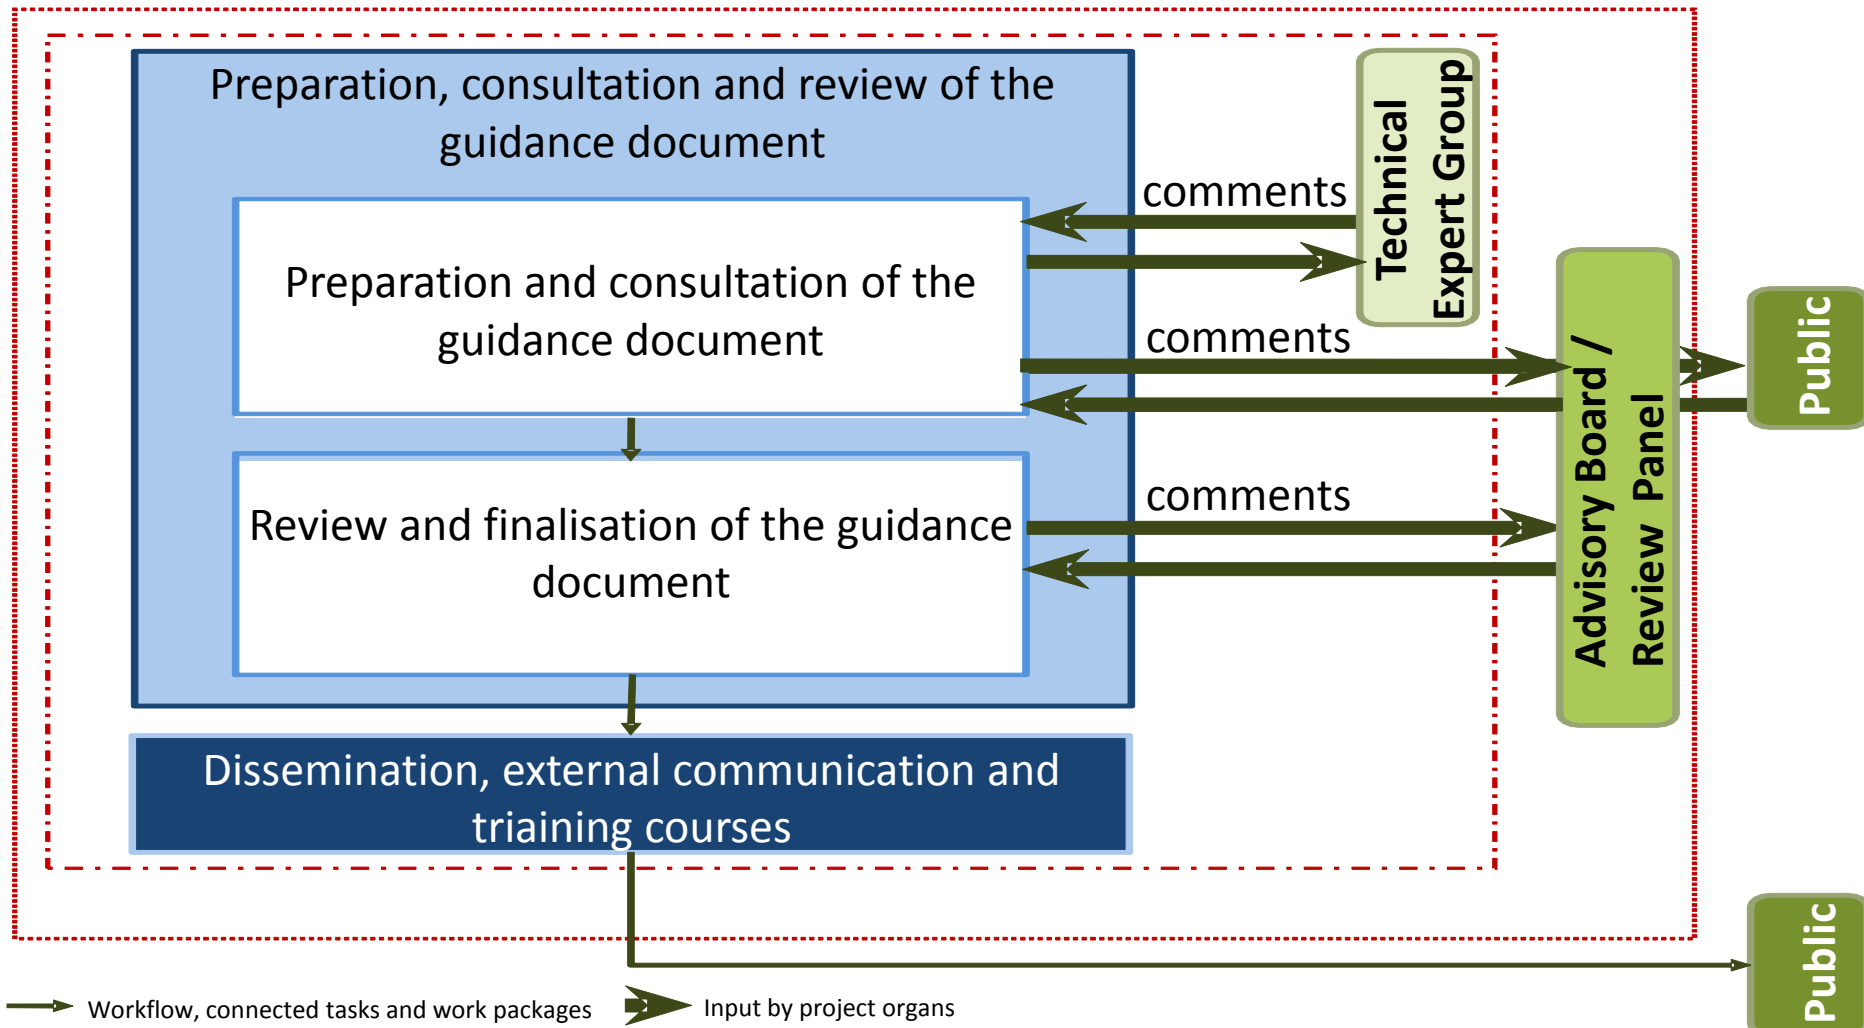 Preparation, consultation and review of the
guidance document
Technical
Expert Group
comments
Preparation and consultation of the
guidance document
comments
Public
Advisory Board /
Review Panel
comments
Review and finalisation of the guidance
document
Dissemination, external communication and
triaining courses
Public
Workflow, connected tasks and work packages
Input by project organs